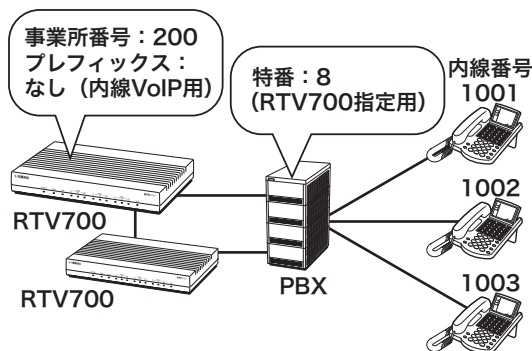 事業所番号：200
プレフィックス：
なし（内線VoIP用）
特番：8
（RTV700指定用）
内線番号
1001
RTV700
1002
RTV700
PBX
1003